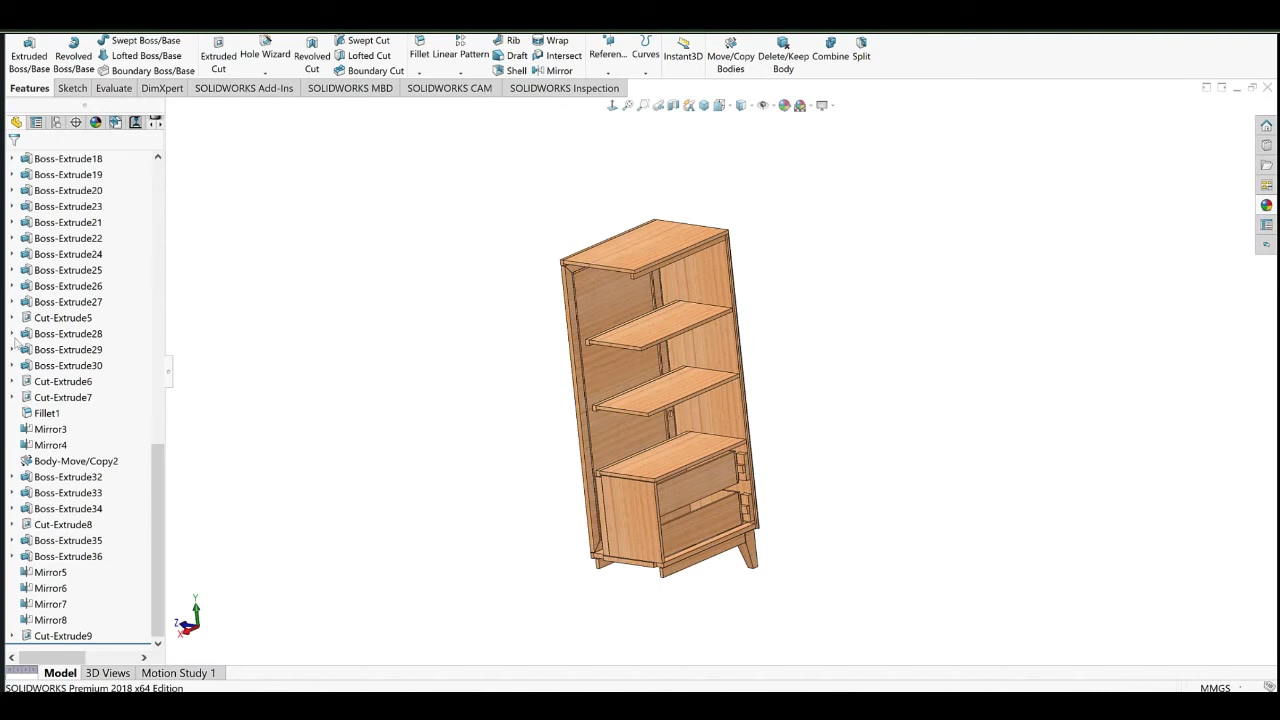 Extruded Boss/Base
Revolved Boss/Base
Swept Boss/Base
Lofted Boss/Base
Boundary Boss/Base
Extruded Cut
Hole Wizard
Revolved Cut
Swept Cut
Lofted Cut
Boundary Cut
Fillet
Linear Pattern
Rib
Draft
Shell
Wrap
Intersect
Mirror
Referen...
Curves
Instant3D
Move/Copy Bodies
Delete/Keep Body
Combine
Split
Features
Sketch
Evaluate
DimXpert
SOLIDWORKS Add-Ins
SOLIDWORKS MBD
SOLIDWORKS CAM
SOLIDWORKS Inspection
Boss-Extrude18
Boss-Extrude19
Boss-Extrude20
Boss-Extrude23
Boss-Extrude21
Boss-Extrude22
Boss-Extrude24
Boss-Extrude25
Boss-Extrude26
Boss-Extrude27
Cut-Extrude5
Boss-Extrude28
Boss-Extrude29
Boss-Extrude30
Cut-Extrude6
Cut-Extrude7
Fillet1
Mirror3
Mirror4
Body-Move/Copy2
Boss-Extrude32
Boss-Extrude33
Boss-Extrude34
Cut-Extrude8
Boss-Extrude35
Boss-Extrude36
Mirror5
Mirror6
Mirror7
Mirror8
Cut-Extrude9
Y
Z
X
Model
3D Views
Motion Study 1
SOLIDWORKS Premium 2018 x64 Edition
MMGS